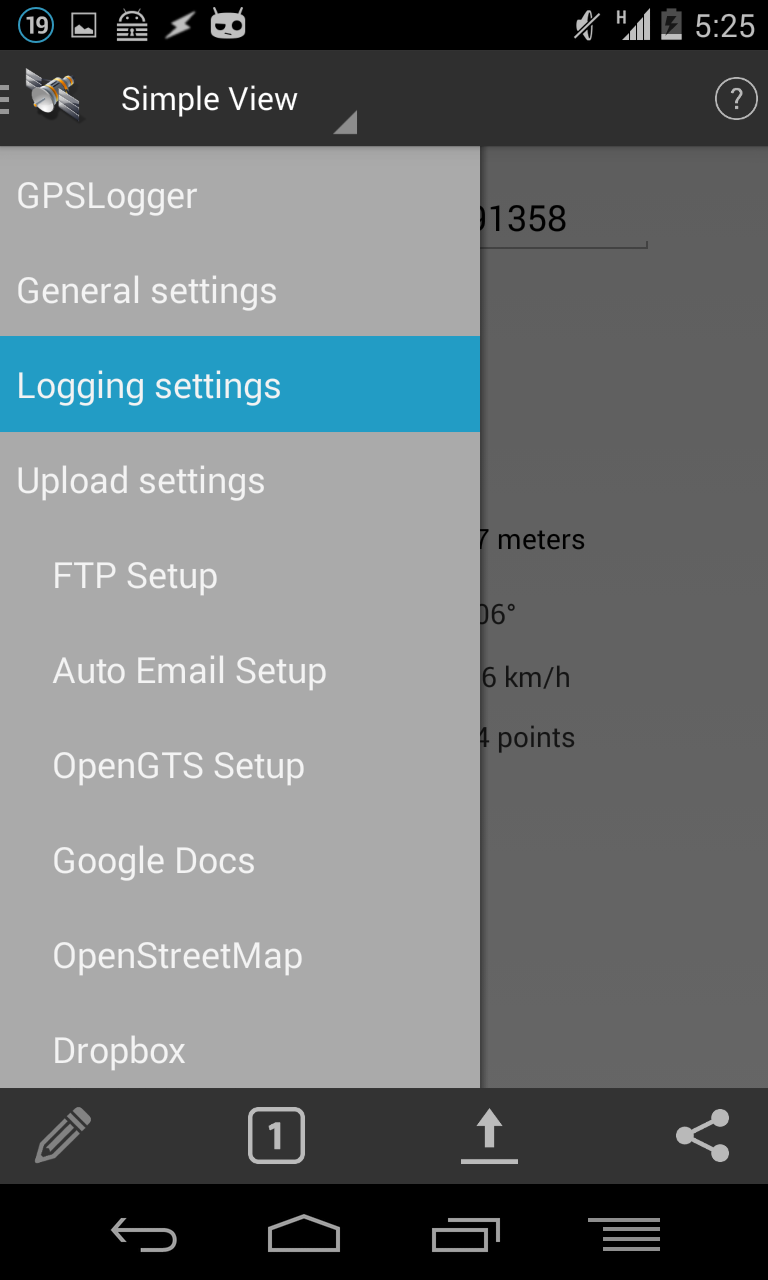 19
H
5:25
Simple View
?
GPSLogger
91358
General settings
Logging settings
Upload settings
7 meters
FTP Setup
06°
Auto Email Setup
6 km/h
4 points
OpenGTS Setup
Google Docs
OpenStreetMap
Dropbox
1